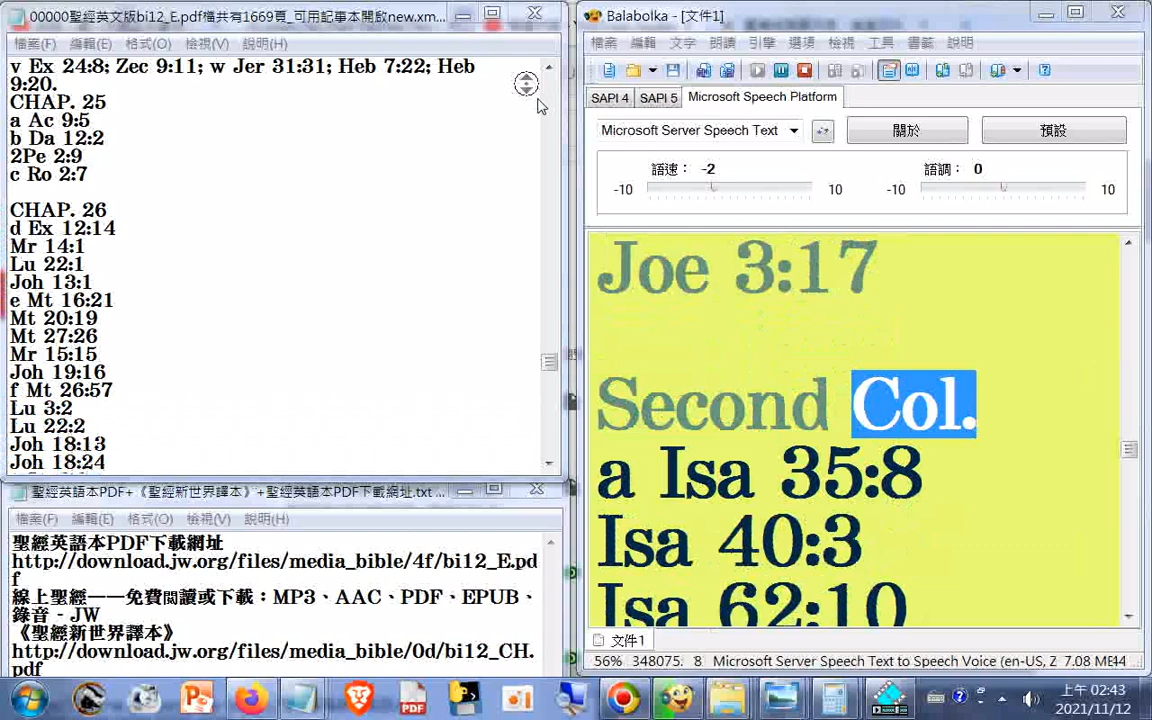 00000聖經英文版bi12_E.pdf檔共有1669頁_可用記事本開啟new.xm...
檔案(F) 編輯(E) 格式(O) 檢視(V) 說明(H)
v Ex 24:8; Zec 9:11; w Jer 31:31; Heb 7:22; Heb
9:20.
CHAP. 25
a Ac 9:5
b Da 12:2
2Pe 2:9
c Ro 2:7
CHAP. 26
d Ex 12:14
Mr 14:1
Lu 22:1
Joh 13:1
e Mt 16:21
Mt 20:19
Mt 27:26
Mr 15:15
Joh 19:16
f Mt 26:57
Lu 3:2
Lu 22:2
Joh 18:13
Joh 18:24
聖經英語本PDF+《聖經新世界譯本》+聖經英語本PDF下載網址.txt ...
檔案(F) 編輯(E) 格式(O) 檢視(V) 說明(H)
聖經英語本PDF下載網址
http://download.jw.org/files/media_bible/4f/bi12_E.pd
f
線上聖經——免費閱讀或下載：MP3、AAC、PDF、EPUB、
錄音 - JW
《聖經新世界譯本》
http://download.jw.org/files/media_bible/0d/bi12_CH.
pdf
Balabolka - [文件1]
檔案 編輯 文字 朗讀 引擎 選項 檢視 工具 書籤 說明
SAPI 4 SAPI 5 Microsoft Speech Platform
Microsoft Server Speech Text 關於 預設
語速： -2 語調： 0
-10 10 -10 10
Joe 3:17
Second Col.
a Isa 35:8
Isa 40:3
Isa 62:10
文件1
56% 348075. 8 Microsoft Server Speech Text to Speech Voice (en-US, Z 7.08 ME44
上午 02:43
2021/11/12